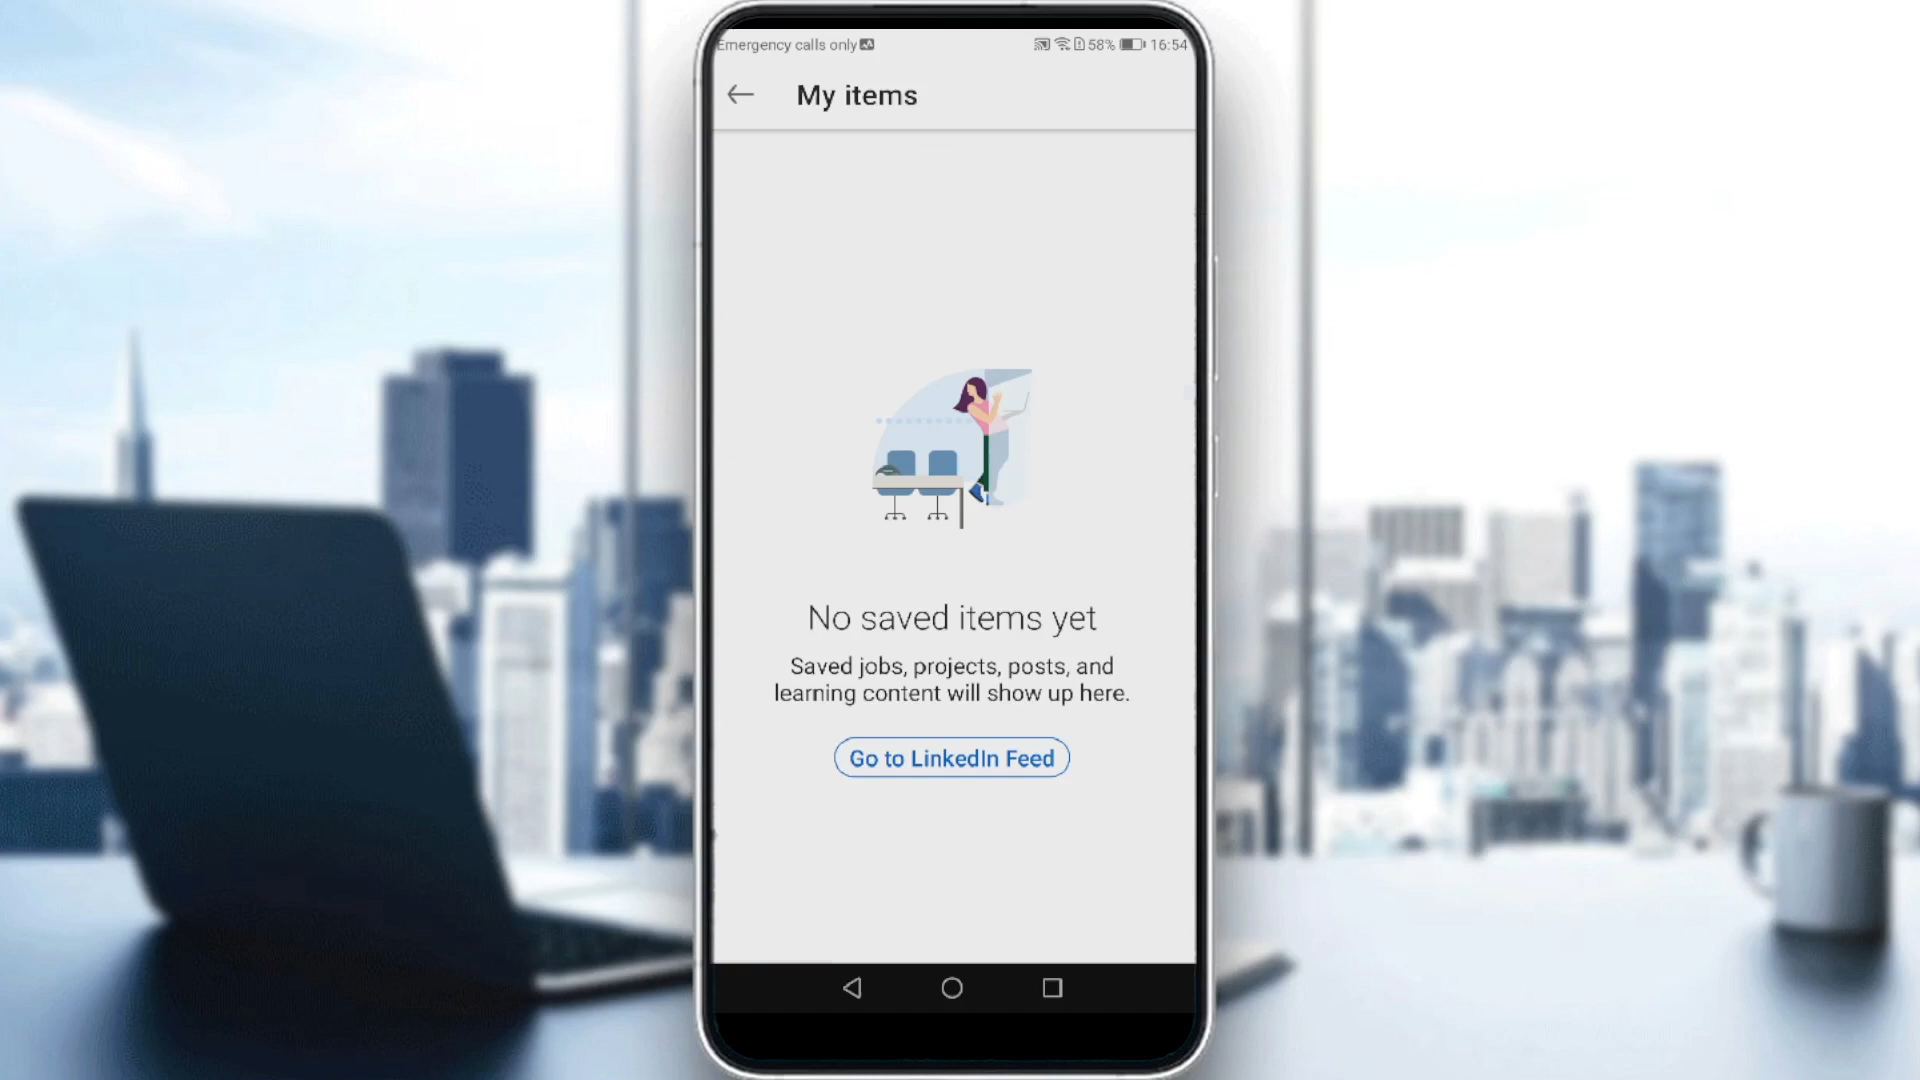 Emergency calls only
58% 16:54
My items
No saved items yet
Saved jobs, projects, posts, and
learning content will show up here.
Go to LinkedIn Feed